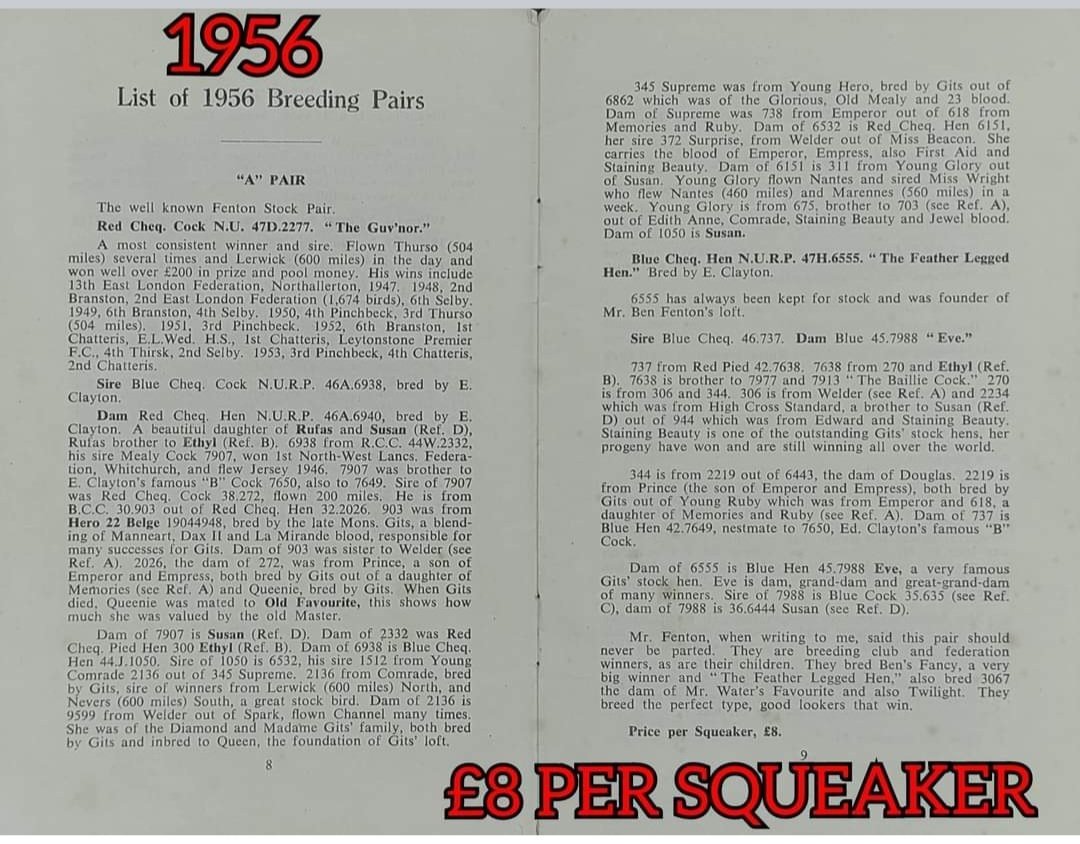 1956
List of 1956 Breeding Pairs
"A" PAIR
The well known Fenton Stock Pair.
Red Cheq. Cock N.U. 47D.2277. "The Guv'nor."
A most consistent winner and sire. Flown Thurso (504
miles) several times and Lerwick (600 miles) in the day and
won well over £200 in prize and pool money. His wins include
13th East London Federation, Northallerton, 1947. 1948, 2nd
Branston, 2nd East London Federation (1,674 birds), 6th Selby.
1949, 6th Branston, 4th Selby. 1950, 4th Pinchbeck, 3rd Thurso
(504 miles). 1951, 3rd Pinchbeck. 1952, 6th Branston, 1st
Chatteris, E.L.Wed. H.S., 1st Chatteris, Leytonstone Premier
F.C., 4th Thirsk, 2nd Selby. 1953, 3rd Pinchbeck, 4th Chatteris,
2nd Chatteris.
Sire Blue Cheq. Cock N.U.R.P. 46A.6938, bred by E.
Clayton.
Dam Red Cheq. Hen N.U.R.P. 46A.6940, bred by E.
Clayton. A beautiful daughter of Rufas and Susan (Ref. D),
Rufas brother to Ethyl (Ref. B). 6938 from R.C.C. 44W.2332,
his sire Mealy Cock 7907, won 1st North-West Lancs. Federa-
tion, Whitchurch, and flew Jersey 1946. 7907 was brother to
E. Clayton's famous "B" Cock 7650, also to 7649. Sire of 7907
was Red Cheq. Cock 38.272, flown 200 miles. He is from
B.C.C. 30.903 out of Red Cheq. Hen 32.2026. 903 was from
Hero 22 Belge 19044948, bred by the late Mons. Gits, a blend-
ing of Manneart, Dax II and La Mirande blood, responsible for
many successes for Gits. Dam of 903 was sister to Welder (see
Ref. A). 2026, the dam of 272, was from Prince, a son of
Emperor and Empress, both bred by Gits out of a daughter of
Memories (see Ref. A) and Queenie, bred by Gits. When Gits
died, Queenie was mated to Old Favourite, this shows how
much she was valued by the old Master.
Dam of 7907 is Susan (Ref. D). Dam of 2332 was Red
Cheq. Pied Hen 300 Ethyl (Ref. B). Dam of 6938 is Blue Cheq.
Hen 44.J.1050. Sire of 1050 is 6532, his sire 1512 from Young
Comrade 2136 out of 345 Supreme. 2136 from Comrade, bred
by Gits, sire of winners from Lerwick (600 miles) North, and
Nevers (600 miles) South, a great stock bird. Dam of 2136 is
9599 from Welder out of Spark, flown Channel many times.
She was of the Diamond and Madame Gits' family, both bred
by Gits and inbred to Queen, the foundation of Gits' loft.
8
345 Supreme was from Young Hero, bred by Gits out of
6862 which was of the Glorious, Old Mealy and 23 blood.
Dam of Supreme was 738 from Emperor out of 618 from
Memories and Ruby. Dam of 6532 is Red Cheq. Hen 6151,
her sire 372 Surprise, from Welder out of Miss Beacon. She
carries the blood of Emperor, Empress, also First Aid and
Staining Beauty. Dam of 6151 is 311 from Young Glory out
of Susan. Young Glory flown Nantes and sired Miss Wright
who flew Nantes (460 miles) and Marennes (560 miles) in a
week. Young Glory is from 675, brother to 703 (see Ref. A),
out of Edith Anne, Comrade, Staining Beauty and Jewel blood.
Dam of 1050 is Susan.
Blue Cheq. Hen N.U.R.P. 47H.6555. "The Feather Legged
Hen." Bred by E. Clayton.
6555 has always been kept for stock and was founder of
Mr. Ben Fenton's loft.
Sire Blue Cheq. 46.737. Dam Blue 45.7988 "Eve."
737 from Red Pied 42.7638. 7638 from 270 and Ethyl (Ref.
B). 7638 is brother to 7977 and 7913 "The Baillie Cock." 270
is from 306 and 344. 306 is from Welder (see Ref. A) and 2234
which was from High Cross Standard, a brother to Susan (Ref.
D) out of 944 which was from Edward and Staining Beauty.
Staining Beauty is one of the outstanding Gits' stock hens, her
progeny have won and are still winning all over the world.
344 is from 2219 out of 6443, the dam of Douglas. 2219 is
from Prince (the son of Emperor and Empress), both bred by
Gits out of Young Ruby which was from Emperor and 618, a
daughter of Memories and Ruby (see Ref. A). Dam of 737 is
Blue Hen 42.7649, nestmate to 7650, Ed. Clayton's famous "B"
Cock.
Dam of 6555 is Blue Hen 45.7988 Eve, a very famous
Gits' stock hen. Eve is dam, grand-dam and great-grand-dam
of many winners. Sire of 7988 is Blue Cock 35.635 (see Ref.
C), dam of 7988 is 36.6444 Susan (see Ref. D).
Mr. Fenton, when writing to me, said this pair should
never be parted. They are breeding club and federation
winners, as are their children. They bred Ben's Fancy, a very
big winner and "The Feather Legged Hen," also bred 3067
the dam of Mr. Water's Favourite and also Twilight. They
breed the perfect type, good lookers that win.
Price per Squeaker, £8.
9
£8 PER SQUEAKER